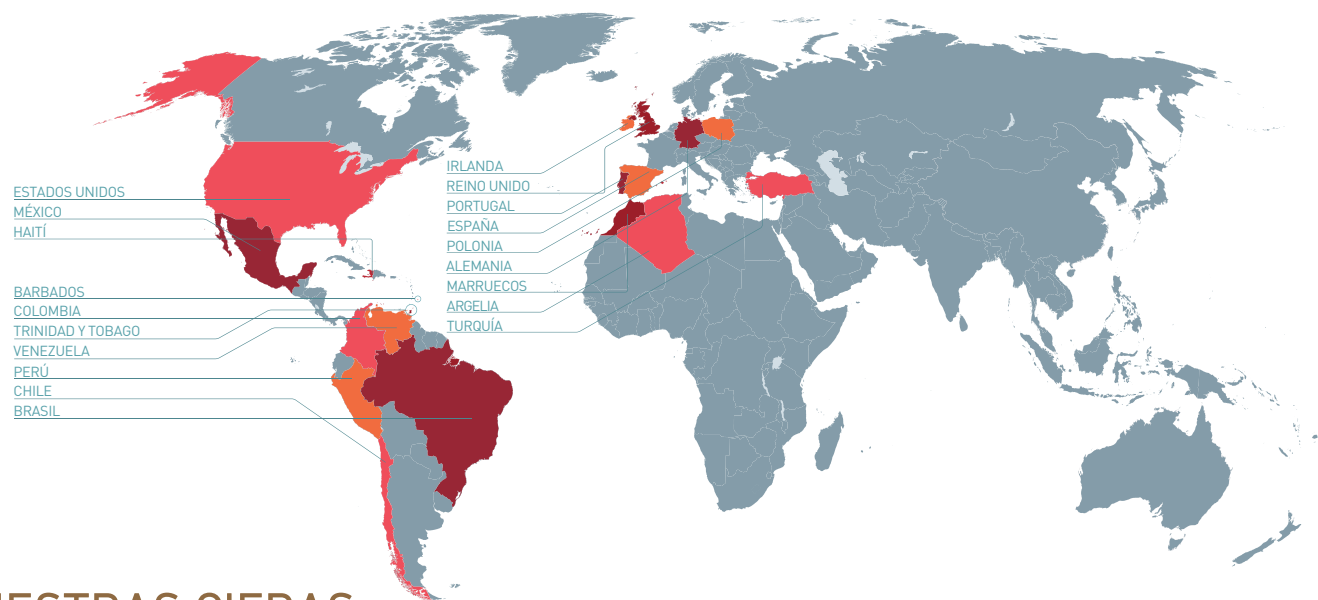 ESTADOS UNIDOS
MÉXICO
HAITÍ
BARBADOS
COLOMBIA
TRINIDAD Y TOBAGO
VENEZUELA
PERÚ
CHILE
BRASIL
IRLANDA
REINO UNIDO
PORTUGAL
ESPAÑA
POLONIA
ALEMANIA
MARRUECOS
ARGELIA
TURQUÍA